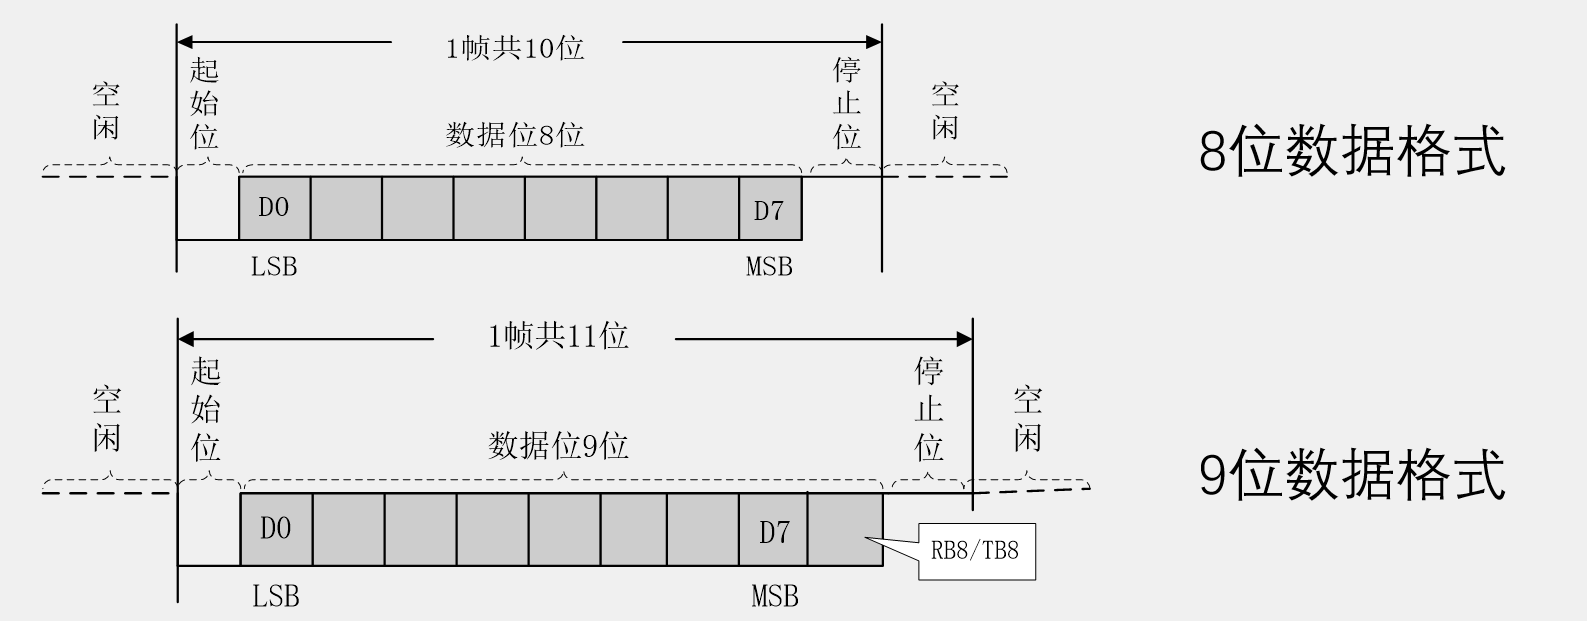 1帧共10位
空闲
起始位
数据位8位
停止位
空闲
8位数据格式
D0
D7
LSB
MSB
1帧共11位
空闲
起始位
数据位9位
停止位
空闲
9位数据格式
D0
D7
RB8/TB8
LSB
MSB